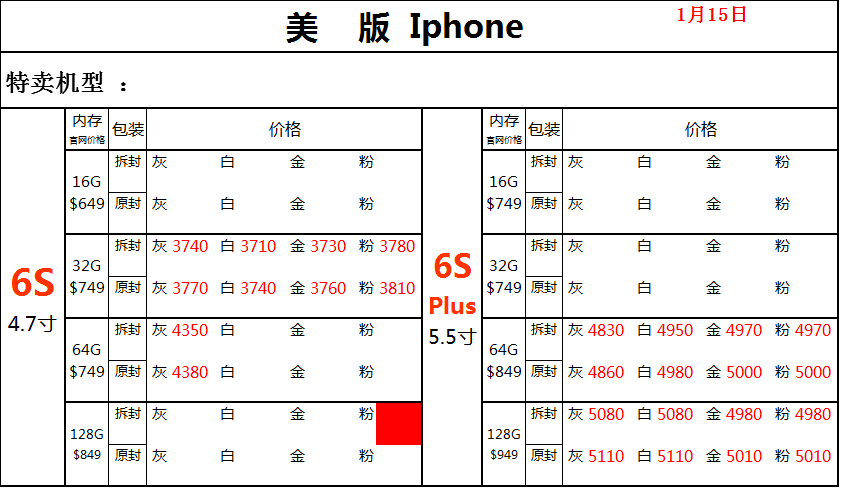 美 版 Iphone 1月15日
特卖机型 ：
内存 官网价格 包装 价格 内存 官网价格 包装 价格
6S
4.7寸
16G
$649
拆封 灰 白 金 粉
原封 灰 白 金 粉
32G
$749
拆封 灰 3740 白 3710 金 3730 粉 3780
原封 灰 3770 白 3740 金 3760 粉 3810
64G
$749
拆封 灰 4350 白 金 粉
原封 灰 4380 白 金 粉
128G
$849
拆封 灰 白 金 粉
原封 灰 白 金 粉
6S
Plus
5.5寸
16G
$749
拆封 灰 白 金 粉
原封 灰 白 金 粉
32G
$749
拆封 灰 白 金 粉
原封 灰 白 金 粉
64G
$849
拆封 灰 4830 白 4950 金 4970 粉 4970
原封 灰 4860 白 4980 金 5000 粉 5000
128G
$949
拆封 灰 5080 白 5080 金 4980 粉 4980
原封 灰 5110 白 5110 金 5010 粉 5010